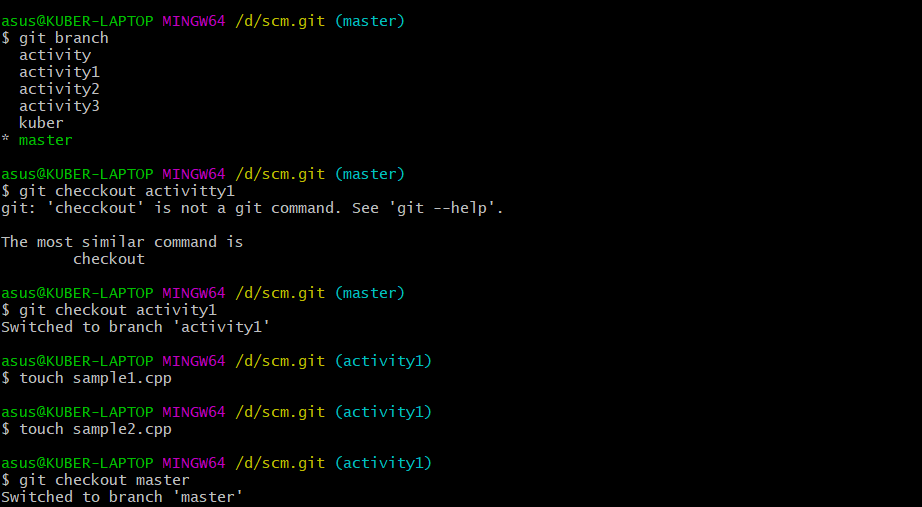 asus@KUBER-LAPTOP MINGW64 /d/scm.git (master)
$ git branch
  activity
  activity1
  activity2
  activity3
  kuber
* master

asus@KUBER-LAPTOP MINGW64 /d/scm.git (master)
$ git checckout activitty1
git: 'checckout' is not a git command. See 'git --help'.

The most similar command is
        checkout

asus@KUBER-LAPTOP MINGW64 /d/scm.git (master)
$ git checkout activity1
Switched to branch 'activity1'

asus@KUBER-LAPTOP MINGW64 /d/scm.git (activity1)
$ touch sample1.cpp

asus@KUBER-LAPTOP MINGW64 /d/scm.git (activity1)
$ touch sample2.cpp

asus@KUBER-LAPTOP MINGW64 /d/scm.git (activity1)
$ git checkout master
Switched to branch 'master'